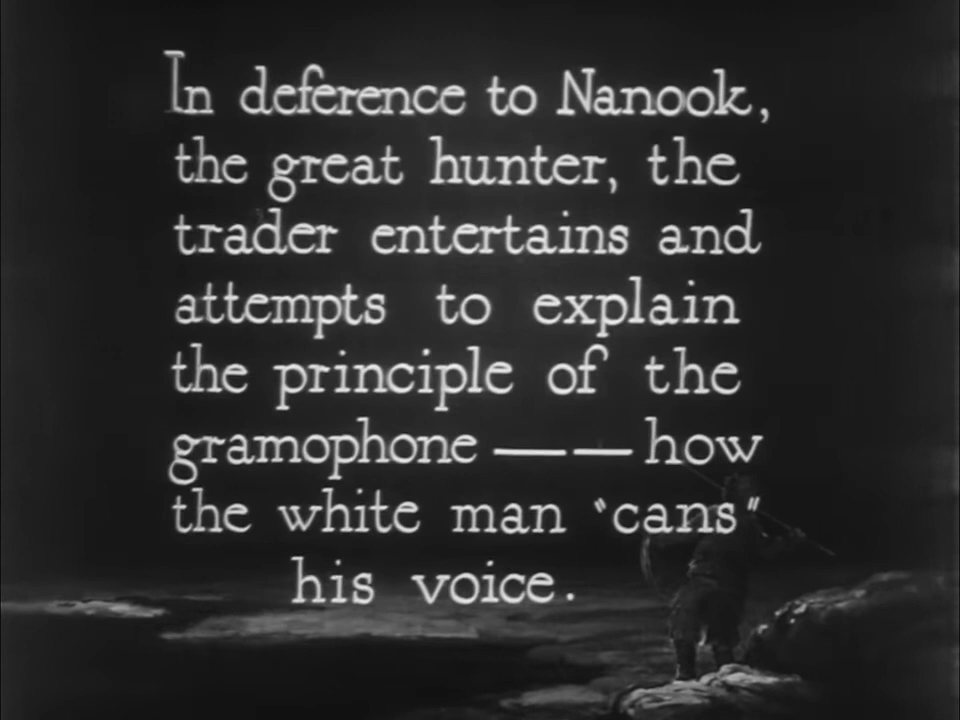 In deference to Nanook,
the great hunter, the
trader entertains and
attempts to explain
the principle of the
gramophone — — how
the white man "cans"
his voice.